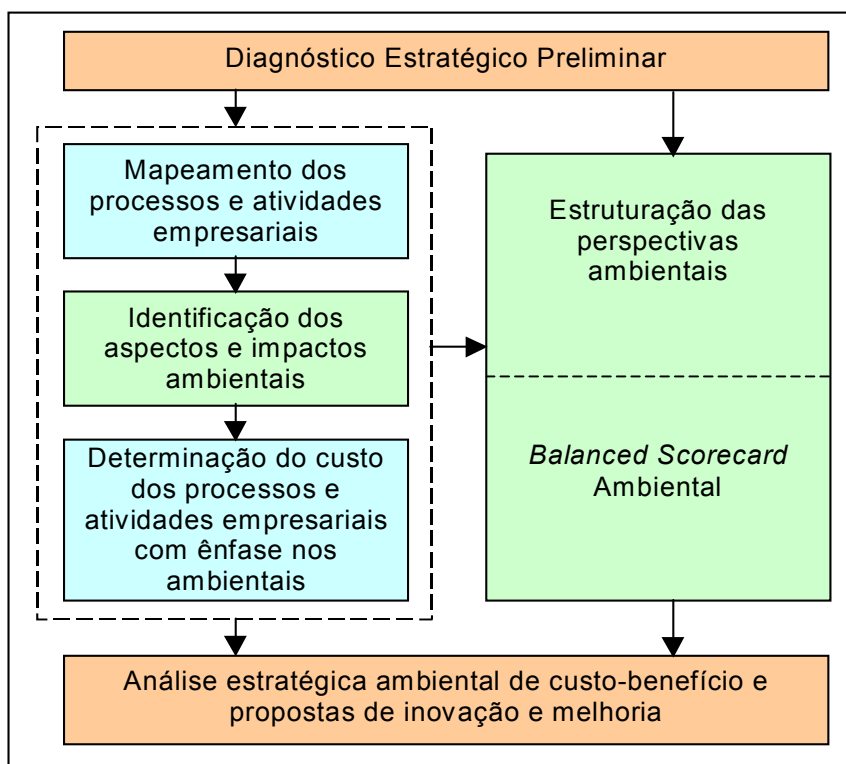 Diagnóstico Estratégico Preliminar
Mapeamento dos
processos e atividades
empresariais
Identificação dos
aspectos e impactos
ambientais
Determinação do custo
dos processos e
atividades empresariais
com ênfase nos
ambientais
Estruturação das
perspectivas
ambientais
Balanced Scorecard
Ambiental
Análise estratégica ambiental de custo-benefício e
propostas de inovação e melhoria